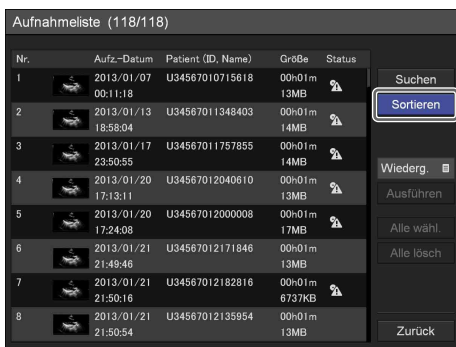 Aufnahmeliste (118/118)
Nr. Aufz.-Datum Patient (ID, Name) Größe Status
1 2013/01/07 U34567010715618 00h01m
00:11:18 13MB
2 2013/01/13 U34567011348403 00h01m
18:58:04 14MB
3 2013/01/17 U34567011757855 00h01m
23:50:55 14MB
4 2013/01/20 U34567012040610 00h01m
17:13:11 13MB
5 2013/01/20 U34567012000008 00h01m
17:24:08 17MB
6 2013/01/21 U34567012171846 00h01m
21:49:46 13MB
7 2013/01/21 U34567012182816 00h01m
21:50:16 6737KB
8 2013/01/21 U34567012135954 00h01m
21:50:54 13MB
Suchen
Sortieren
Wiederg.
Ausführen
Alle wähl.
Alle lösch
Zurück